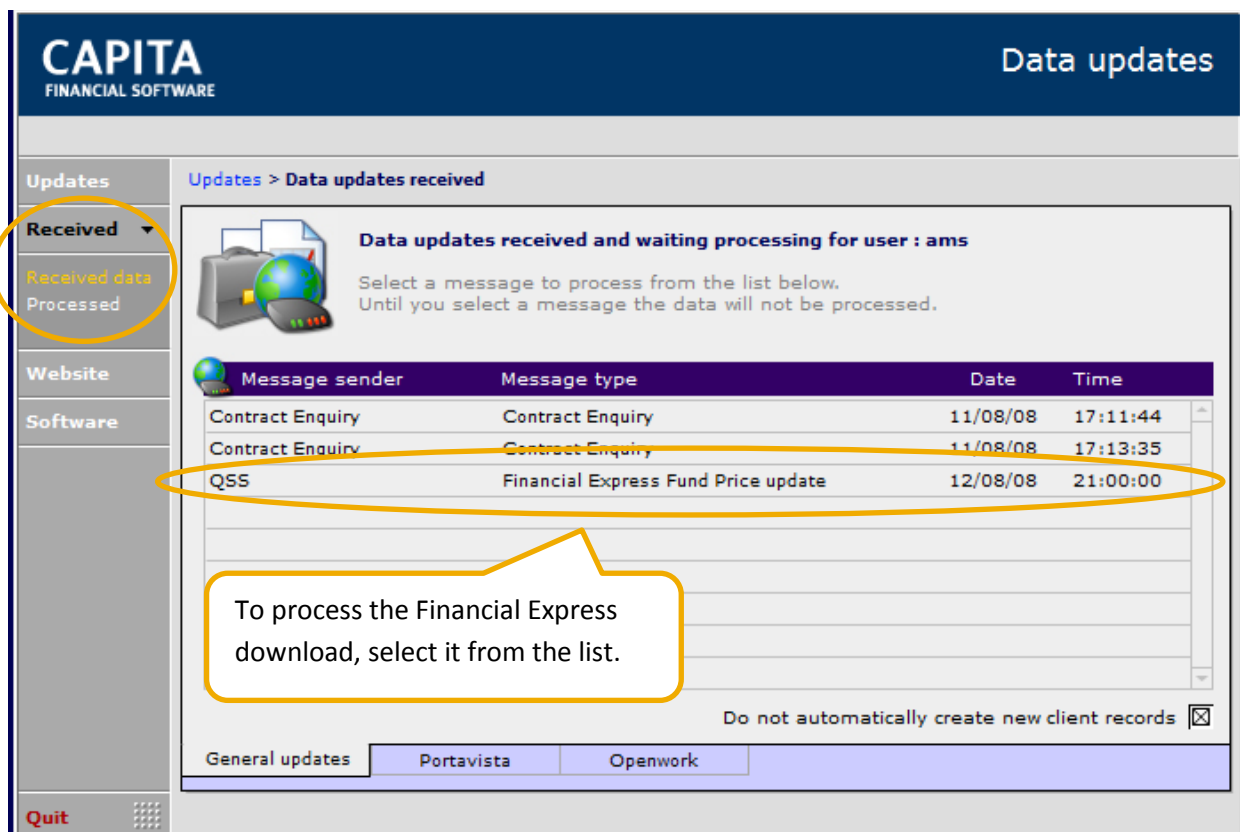 CAPITA
FINANCIAL SOFTWARE
Data updates
Updates
Updates > Data updates received
Received
Received data
Processed
Website
Software
Data updates received and waiting processing for user : ams
Select a message to process from the list below.
Until you select a message the data will not be processed.
Message sender Message type Date Time
Contract Enquiry Contract Enquiry 11/08/08 17:11:44
Contract Enquiry Contract Enquiry 11/08/08 17:13:35
QSS Financial Express Fund Price update 12/08/08 21:00:00
To process the Financial Express
download, select it from the list.
Do not automatically create new client records
General updates Portavista Openwork
Quit